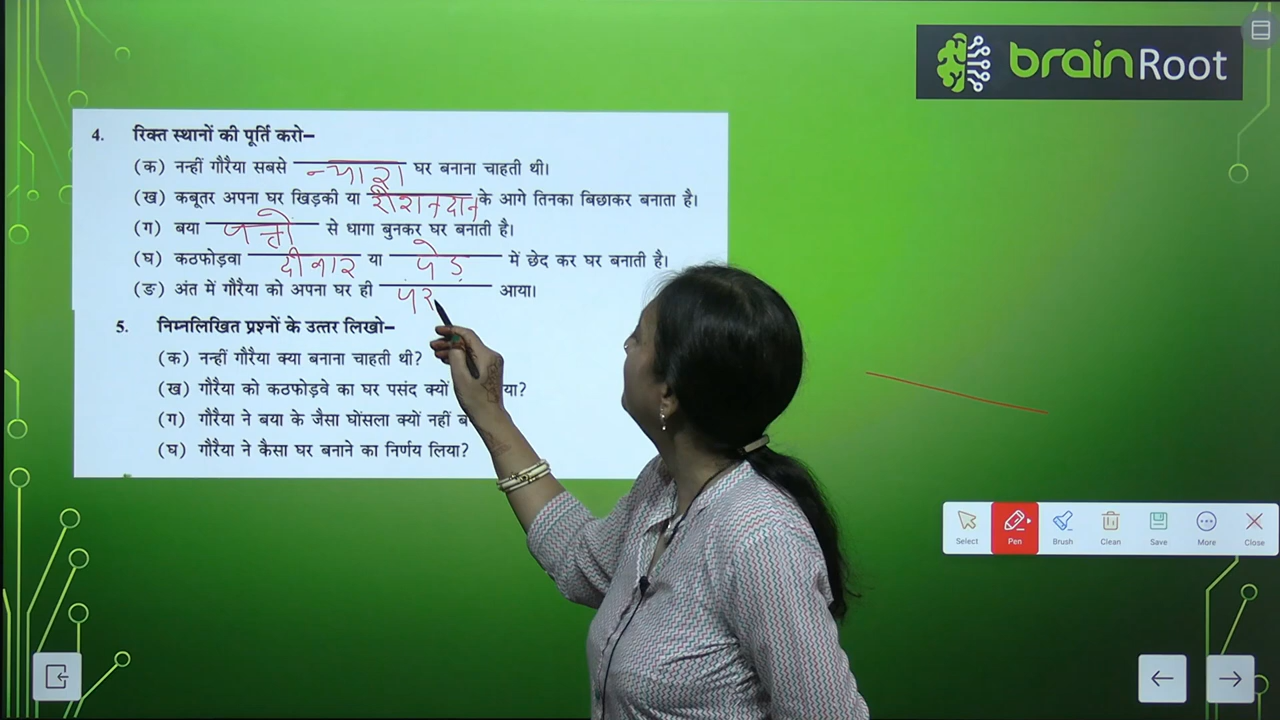 brainRoot
4. रिक्त स्थानों की पूर्ति करो–
(क) नन्हीं गौरैया सबसे न्यारा घर बनाना चाहती थी।
(ख) कबूतर अपना घर खिड़की या रोशनदान के आगे तिनका बिछाकर बनाता है।
(ग) बया पत्तों से धागा बुनकर घर बनाती है।
(घ) कठफोड़वा दीवार या पेड़ में छेद कर घर बनाती है।
(ङ) अंत में गौरैया को अपना घर ही पर आया।
5. निम्नलिखित प्रश्नों के उत्तर लिखो–
(क) नन्हीं गौरैया क्या बनाना चाहती थी?
(ख) गौरैया को कठफोड़वे का घर पसंद क्यों या?
(ग) गौरैया ने बया के जैसा घोंसला क्यों नहीं
(घ) गौरैया ने कैसा घर बनाने का निर्णय लिया?
Select Pen Brush Clean Save More Close